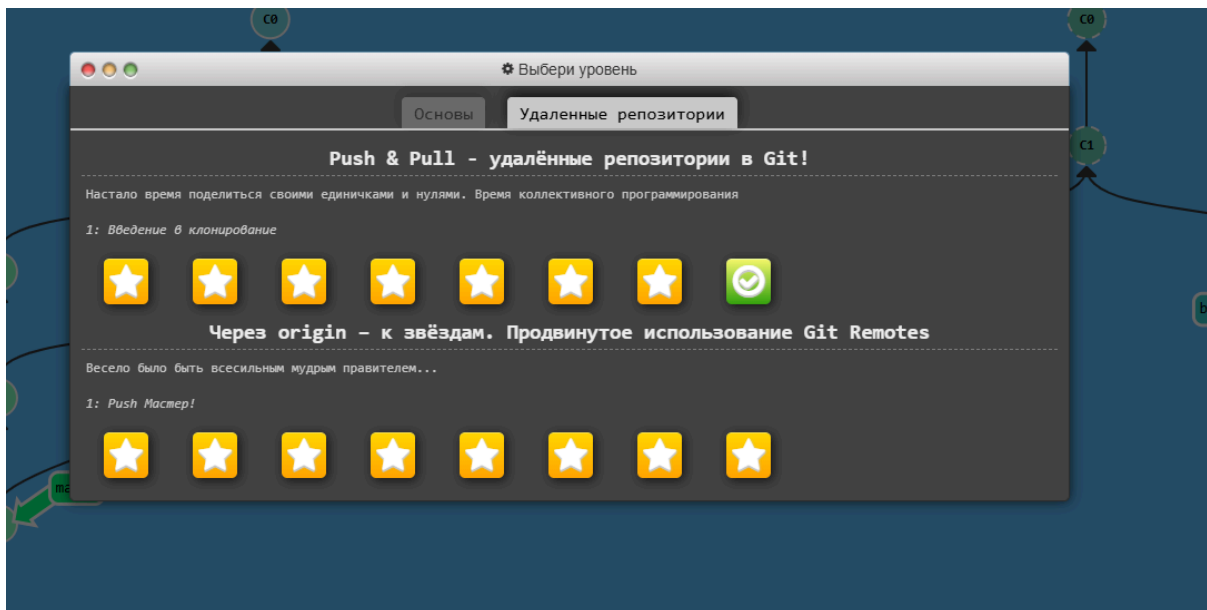 C0
C0
Выбери уровень
Основы
Удаленные репозитории
C1
Push & Pull - удалённые репозитории в Git!
Настало время поделиться своими единичками и нулями. Время коллективного программирования
1: Введение в клонирование
Через origin – к звёздам. Продвинутое использование Git Remotes
Весело было быть всесильным мудрым правителем...
1: Push Мастер!